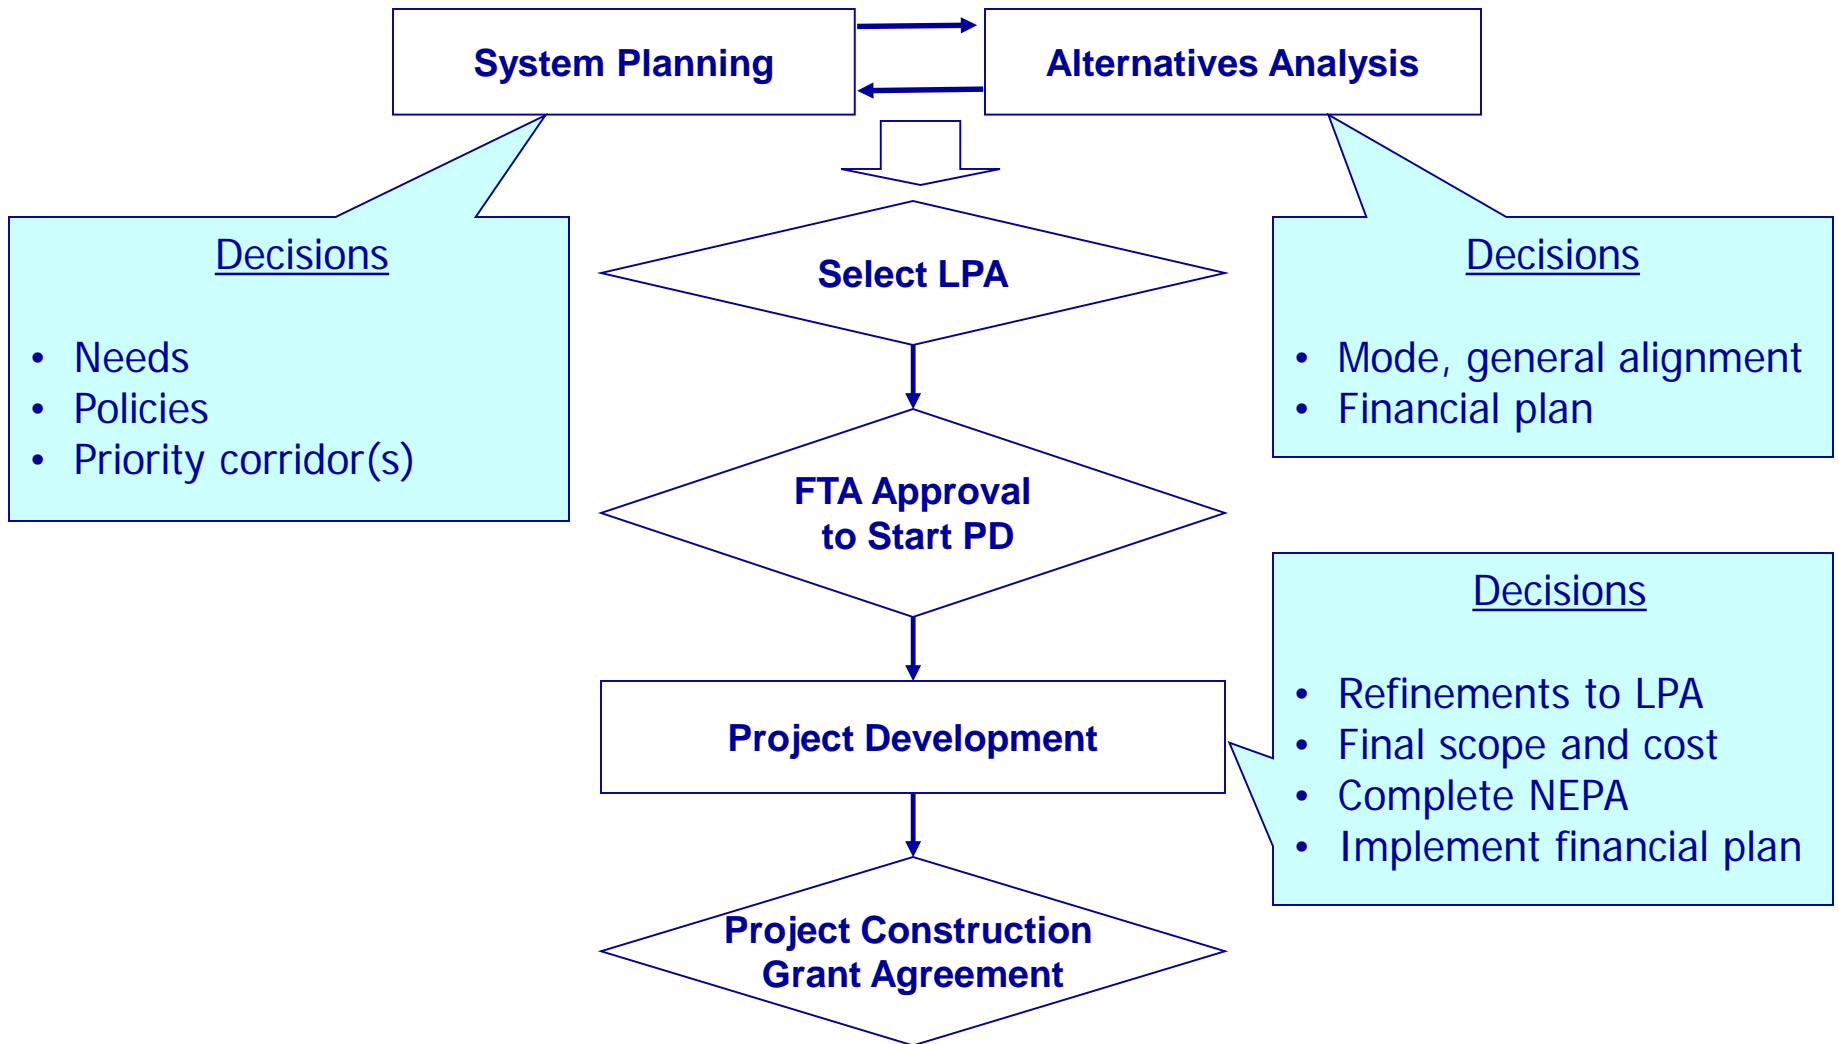 System Planning
Alternatives Analysis
Decisions
• Needs
• Policies
• Priority corridor(s)
Select LPA
Decisions
• Mode, general alignment
• Financial plan
FTA Approval
to Start PD
Project Development
Decisions
• Refinements to LPA
• Final scope and cost
• Complete NEPA
• Implement financial plan
Project Construction
Grant Agreement